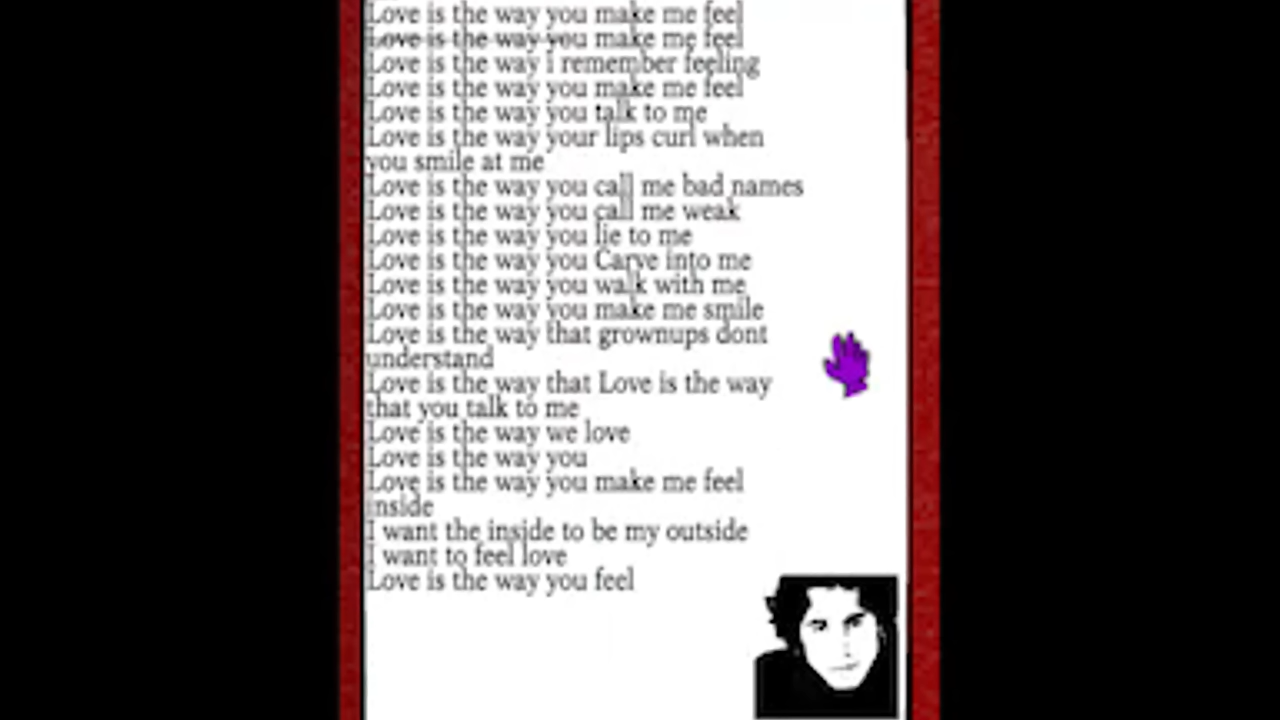 Love is the way you make me feel
Love is the way you make me feel
Love is the way i remember feeling
Love is the way you make me feel
Love is the way you talk to me
Love is the way your lips curl when
you smile at me
Love is the way you call me bad names
Love is the way you call me weak
Love is the way you lie to me
Love is the way you Carve into me
Love is the way you walk with me
Love is the way you make me smile
Love is the way that grownups dont
understand
Love is the way that Love is the way
that you talk to me
Love is the way we love
Love is the way you
Love is the way you make me feel
inside
I want the inside to be my outside
I want to feel love
Love is the way you feel